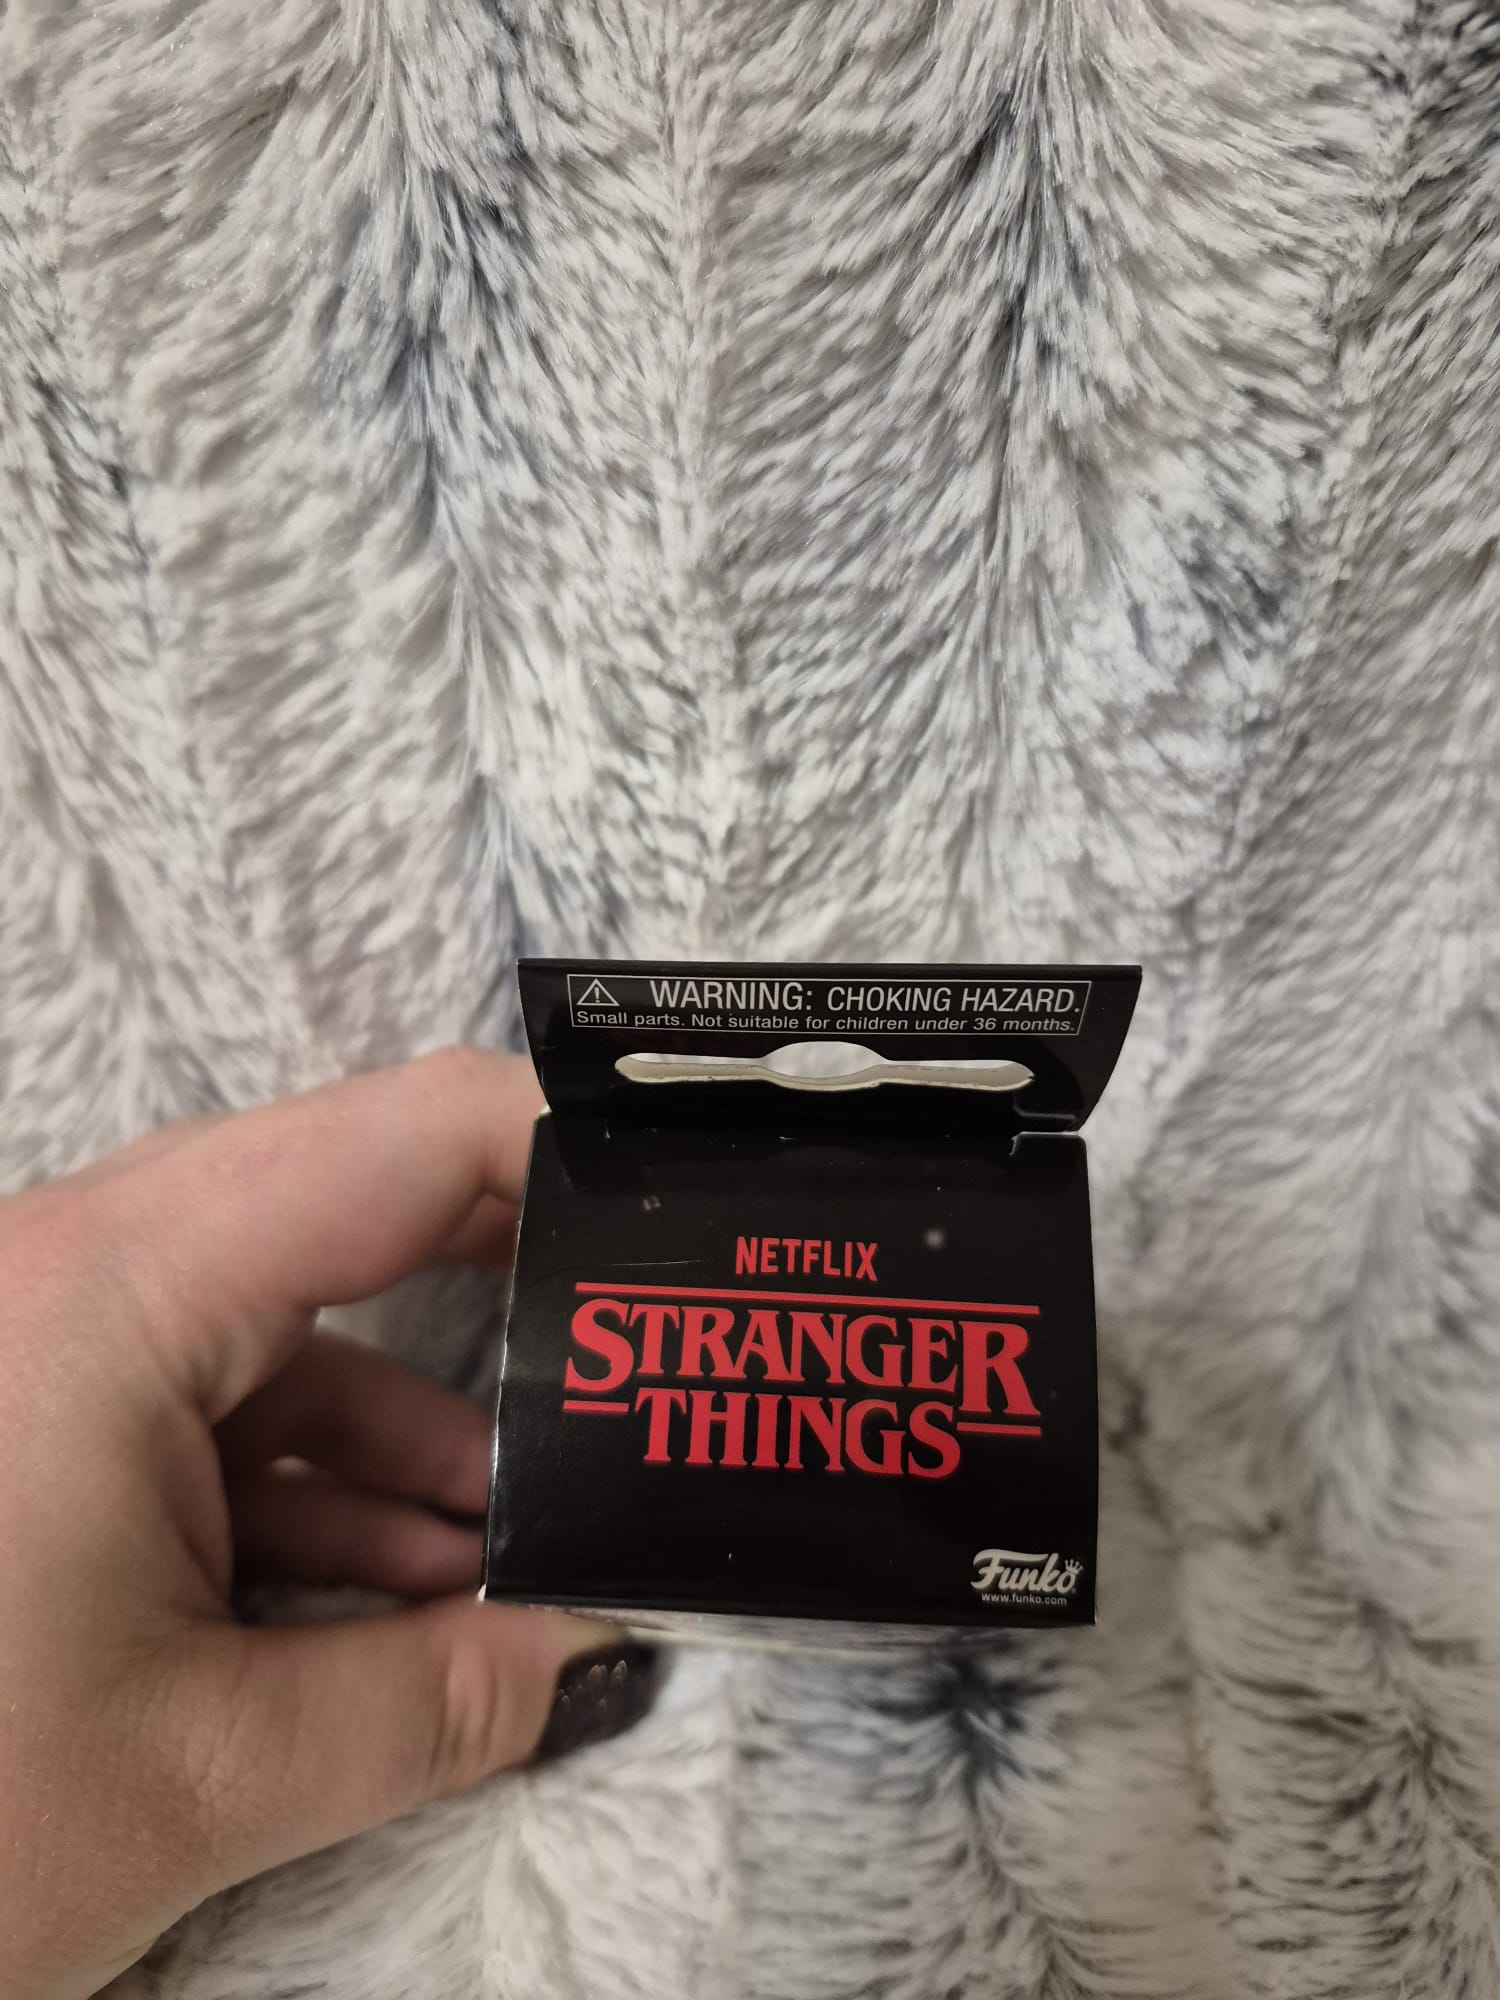 WARNING: CHOKING HAZARD.
Small parts. Not suitable for children under 36 months.
NETFLIX
STRANGER
THINGS
Funko
www.funko.com